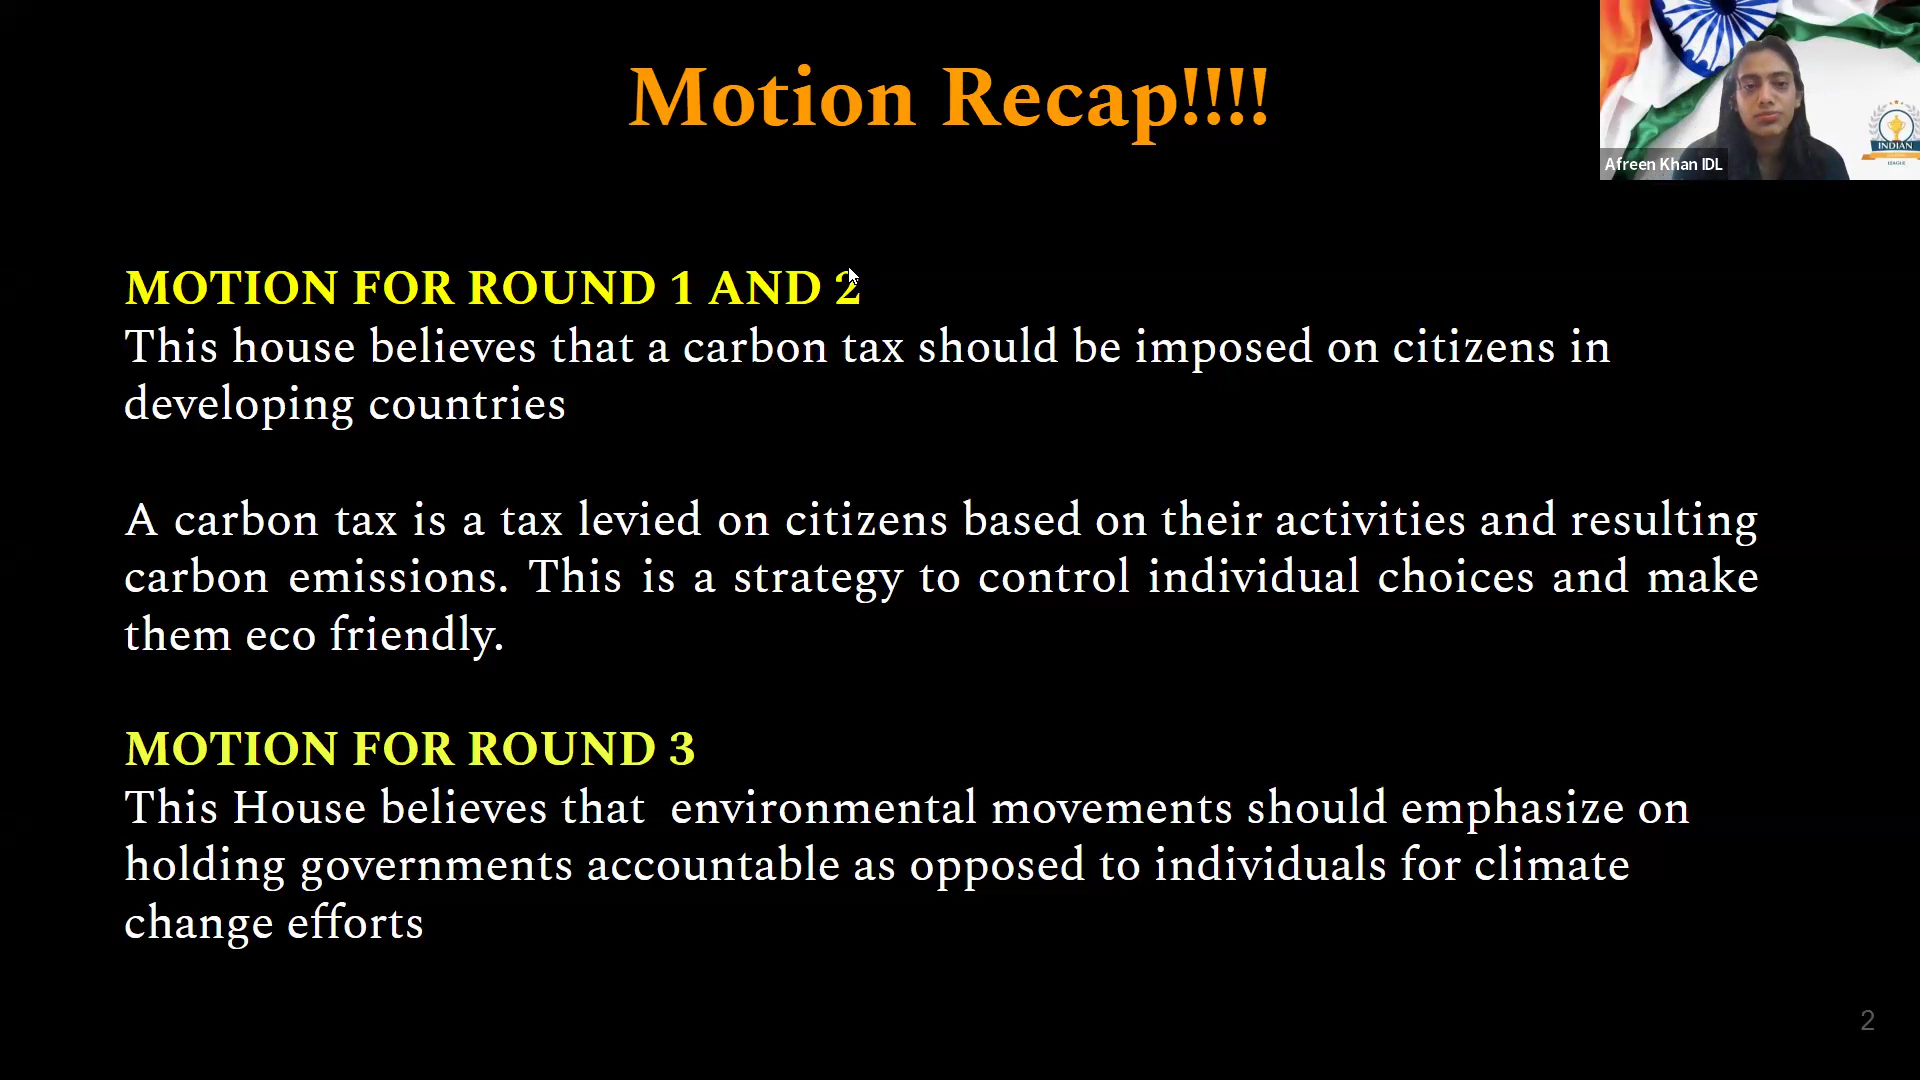 Motion Recap!!!!
Afreen Khan IDL
INDIAN
LEAGUE
MOTION FOR ROUND 1 AND 2
This house believes that a carbon tax should be imposed on citizens in
developing countries
A carbon tax is a tax levied on citizens based on their activities and resulting
carbon emissions. This is a strategy to control individual choices and make
them eco friendly.
MOTION FOR ROUND 3
This House believes that  environmental movements should emphasize on
holding governments accountable as opposed to individuals for climate
change efforts
2